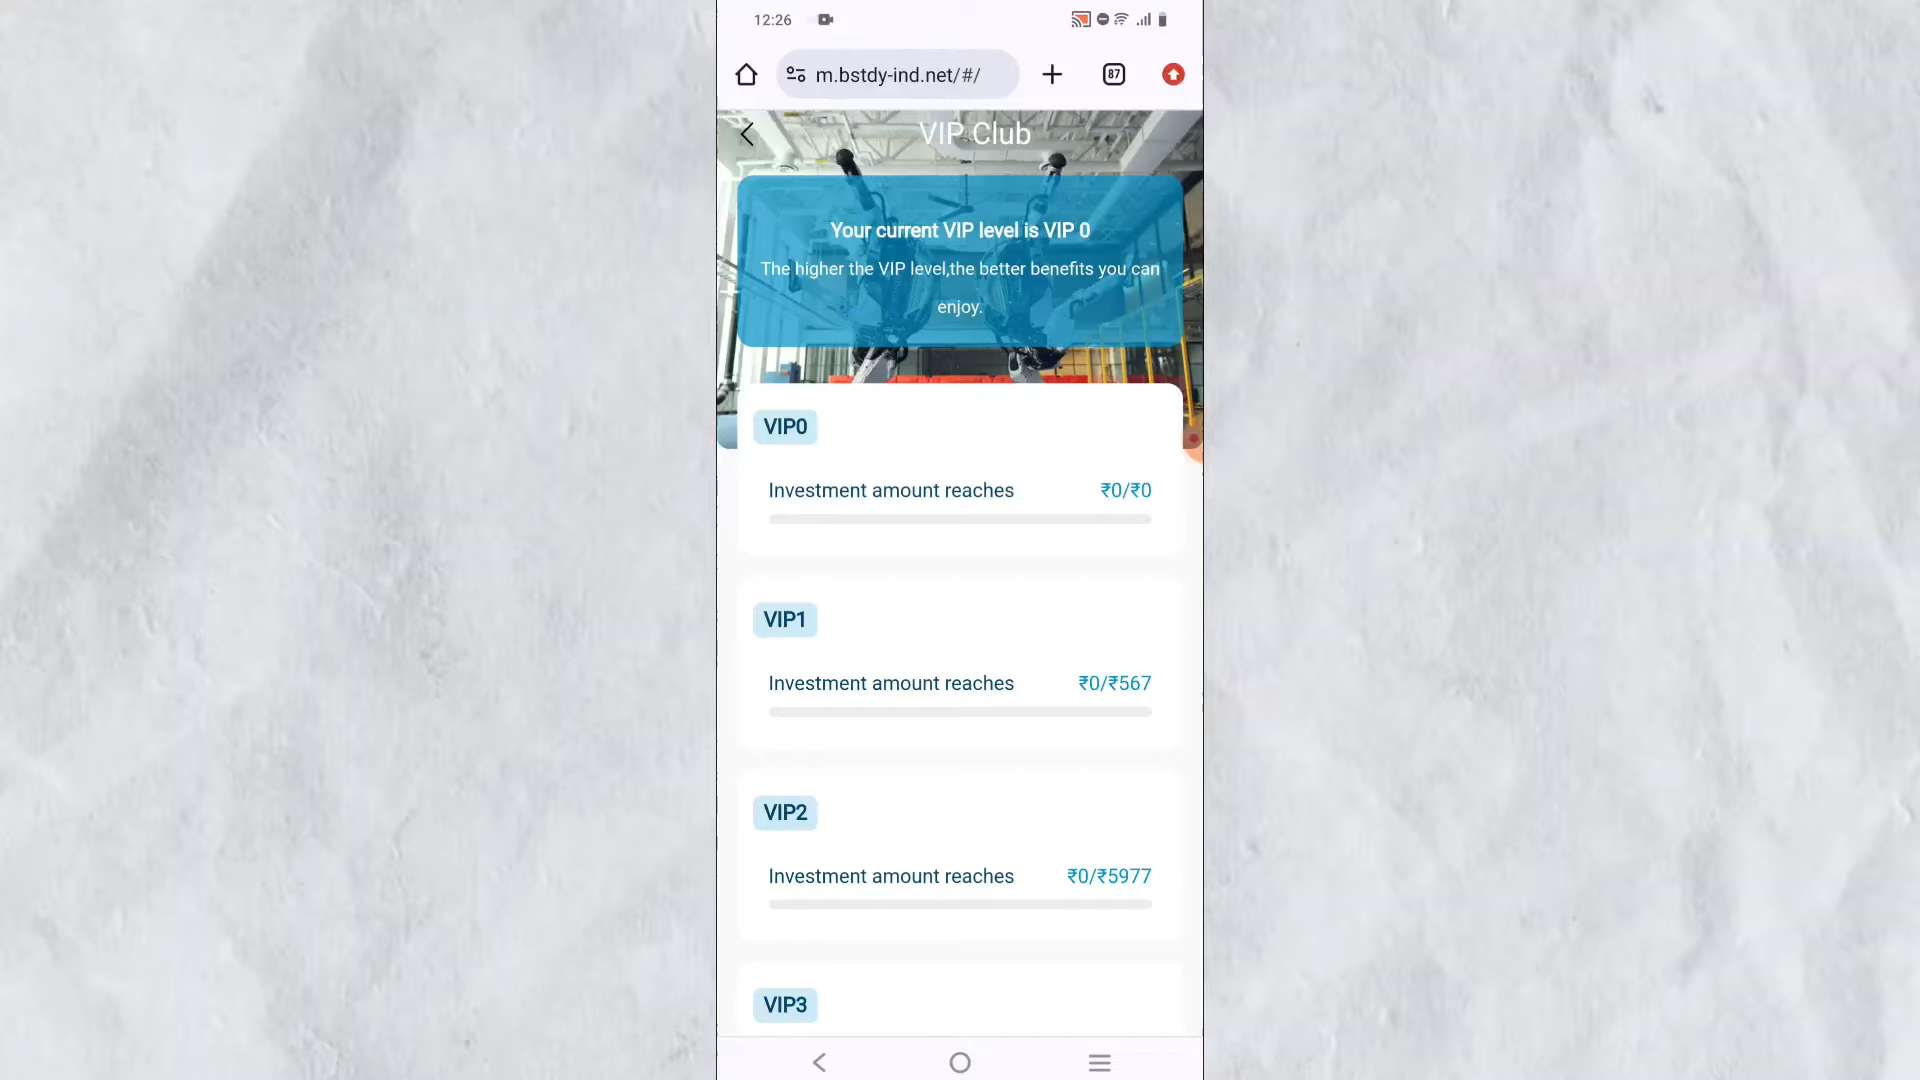 12:26
m.bstdy-ind.net/#/
87
VIP Club
Your current VIP level is VIP 0
The higher the VIP level,the better benefits you can
enjoy.
VIP0
Investment amount reaches ₹0/₹0
VIP1
Investment amount reaches ₹0/₹567
VIP2
Investment amount reaches ₹0/₹5977
VIP3